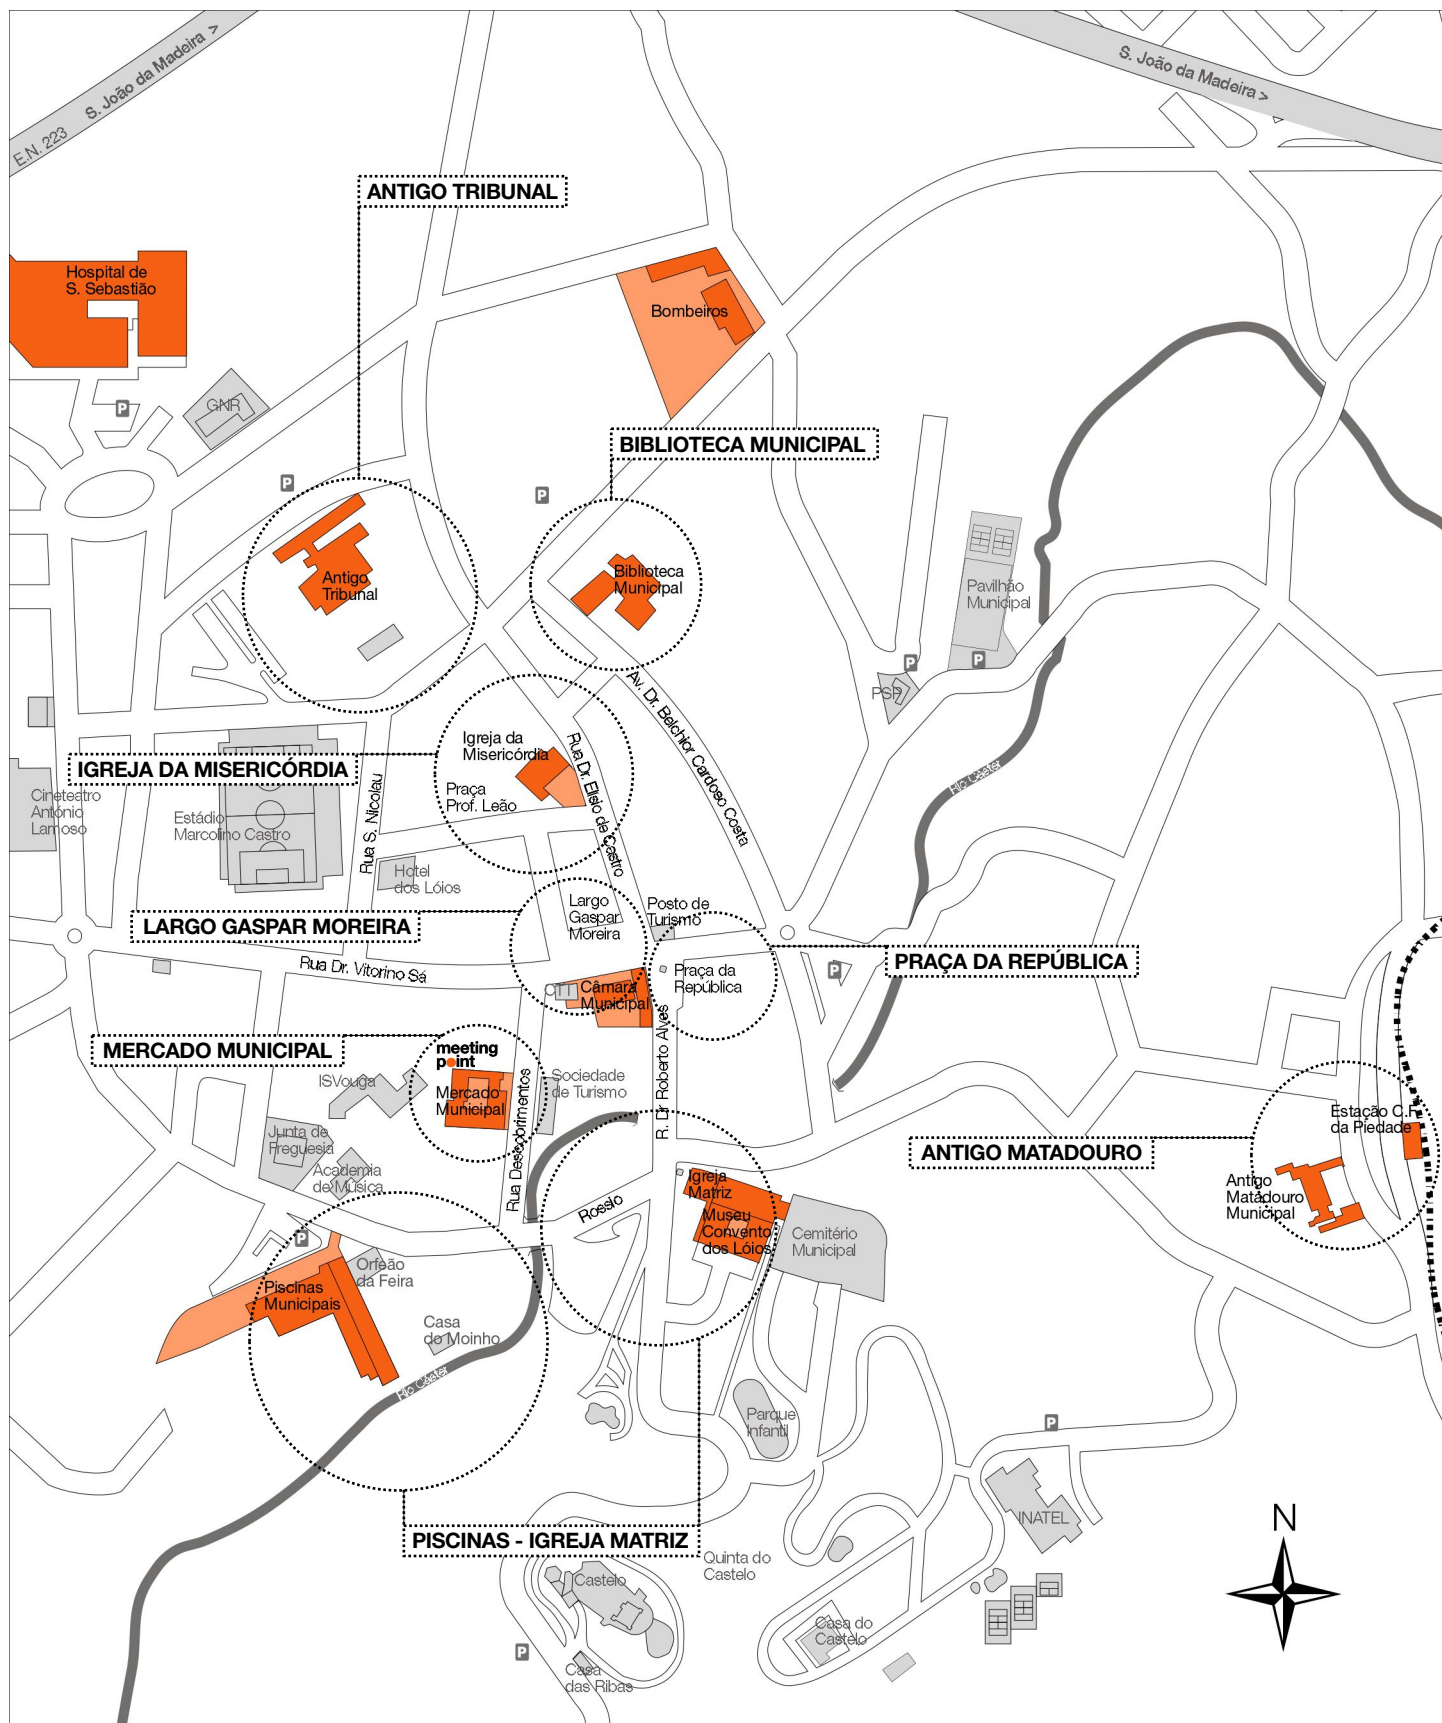 E.N. 223 S. João da Madeira >
S. João da Madeira >
ANTIGO TRIBUNAL
Hospital de
S. Sebastião
Bombeiros
P
GNR
BIBLIOTECA MUNICIPAL
P
P
Antigo
Tribunal
Biblioteca
Municipal
Pavilhão
Municipal
P
P
PSP
Av. Dr. Belchior Cardoso Costa
Igreja da
Misericórdia
IGREJA DA MISERICÓRDIA
Rua Dr. Elísio de Castro
Rio Cáster
Praça
Prof. Leão
Cineteatro
António
Lamoso
Estádio
Marcolino Castro
Rua S. Nicolau
Hotel
dos Lóios
Largo
Gaspar
Moreira
Posto de
Turismo
LARGO GASPAR MOREIRA
PRAÇA DA REPÚBLICA
Rua Dr. Vitorino Sá
P
Praça da
República
CTT
Câmara
Municipal
R. Dr Roberto Alves
MERCADO MUNICIPAL
meeting
point
Mercado
Municipal
ISVouga
Sociedade
de Turismo
Rua Descobrimentos
Estação C.F.
da Piedade
Junta de
Freguesia
ANTIGO MATADOURO
Academia
de Música
Igreja
Matriz
Antigo
Matadouro
Municipal
Rossio
Museu
Convento
dos Lóios
Cemitério
Municipal
P
Orfeão
da Feira
Piscinas
Municipais
Casa
do Moinho
Rio Cáster
Parque
Infantil
P
INATEL
N
PISCINAS - IGREJA MATRIZ
Quinta do
Castelo
Castelo
Casa do
Castelo
P
Casa
das Ribas